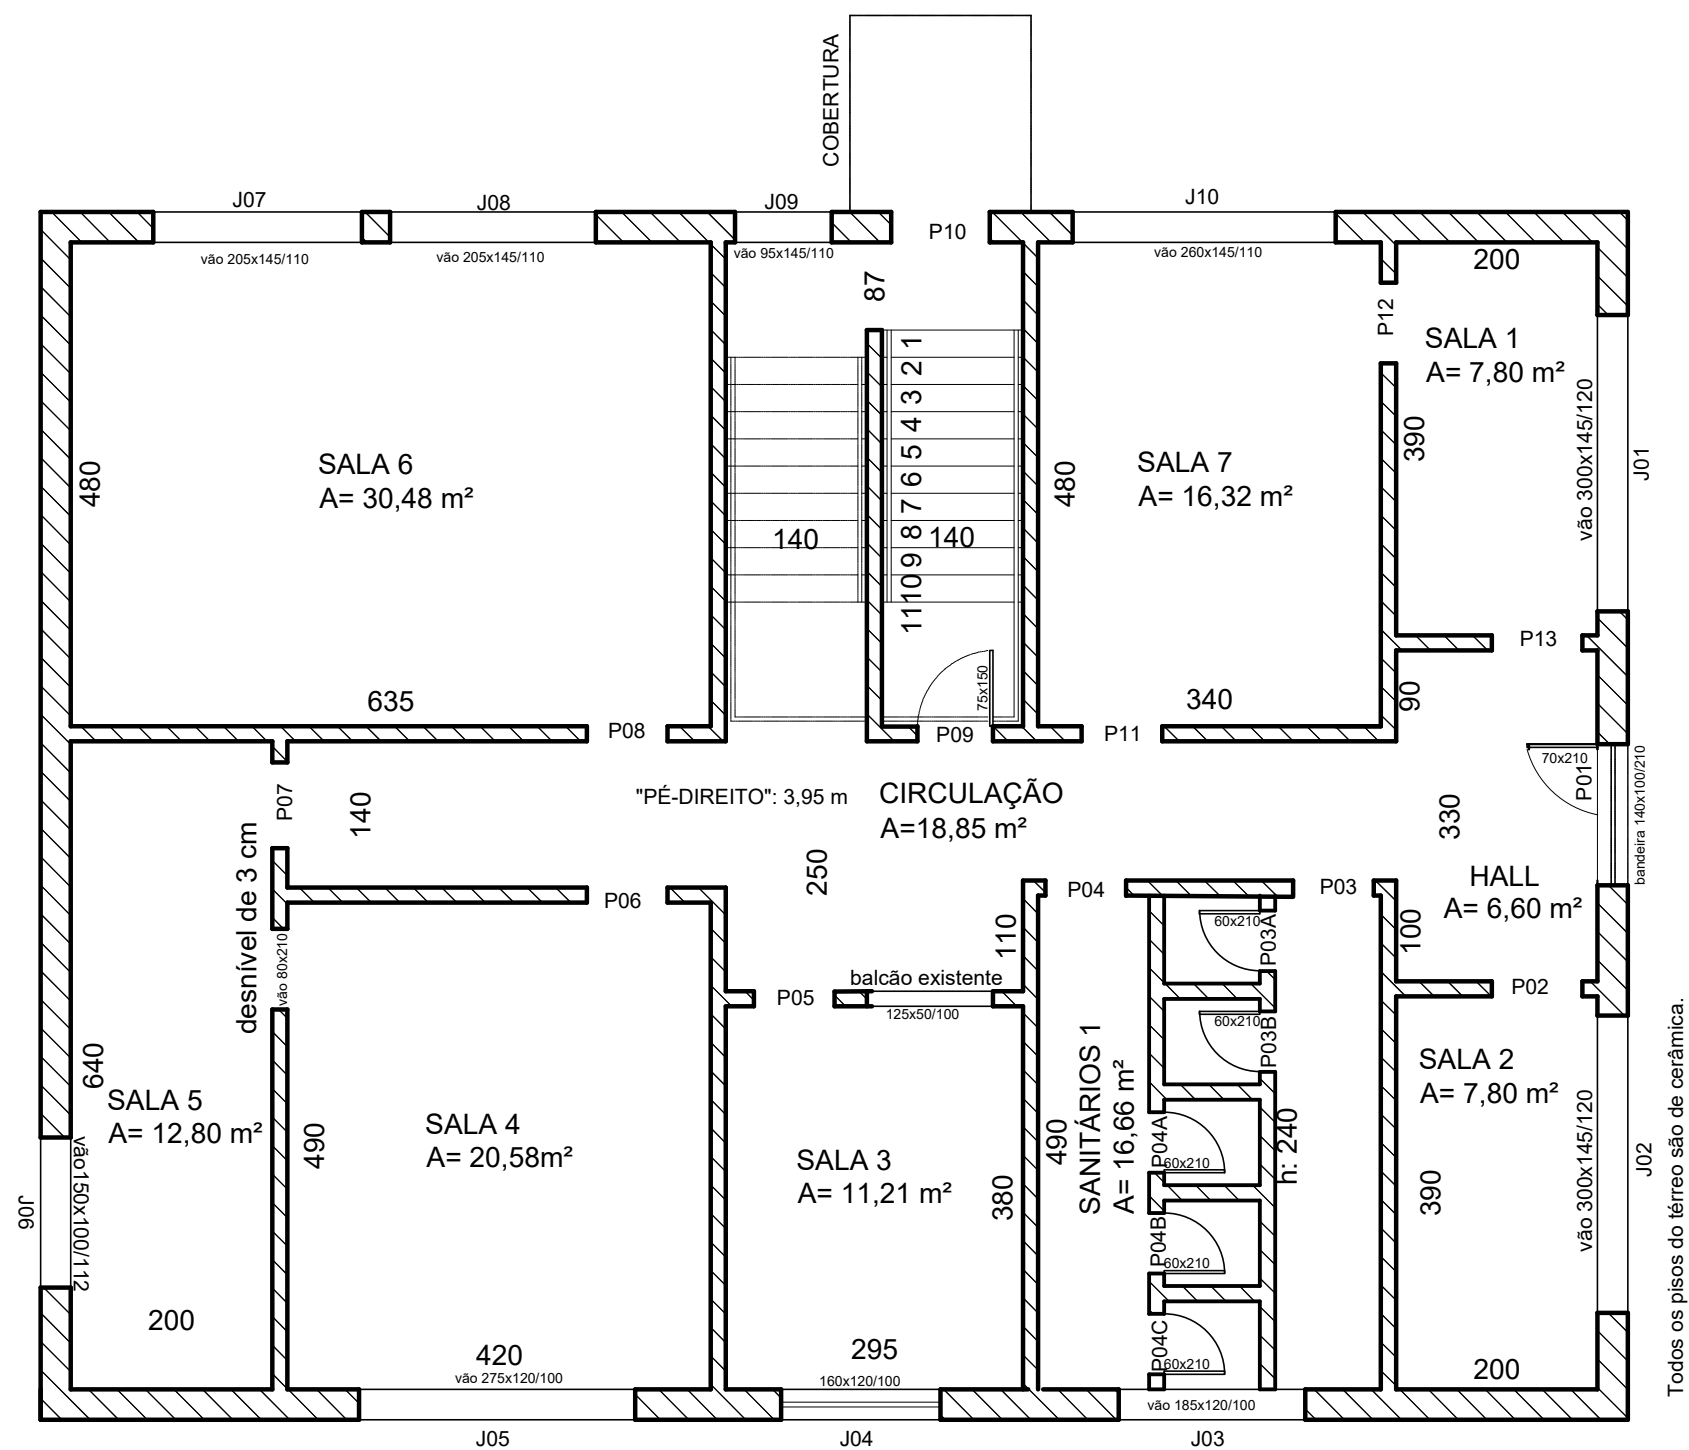 COBERTURA
J07
J08
J09
J10
P10
vão 205x145/110
vão 205x145/110
vão 95x145/110
vão 260x145/110
200
87
P12
SALA 1
A= 7,80 m²
1
2
3
4
5
6
7
8
9
10
11
480
SALA 6
A= 30,48 m²
480
SALA 7
A= 16,32 m²
390
vão 300x145/120
J01
140
140
P13
635
75x150
340
90
P08
P09
P11
70x210
P01
bandeira 140x100/210
P07
140
"PÉ-DIREITO": 3,95 m
CIRCULAÇÃO
A=18,85 m²
330
250
HALL
A= 6,60 m²
desnível de 3 cm
P06
P04
P03
60x210
P03A
110
100
vão 80x210
balcão existente
P05
125x50/100
P02
60x210
P03B
640
SALA 5
A= 12,80 m²
490
SALA 4
A= 20,58m²
SALA 3
A= 11,21 m²
380
490
SANITÁRIOS 1
A= 16,66 m²
P04A
60x210
h: 240
SALA 2
A= 7,80 m²
390
vão 300x145/120
J02
J06
vão150x100/112
P04B
60x210
200
420
vão 275x120/100
295
160x120/100
P04C
60x210
vão 185x120/100
200
J05
J04
J03
Todos os pisos do térreo são de cerâmica.